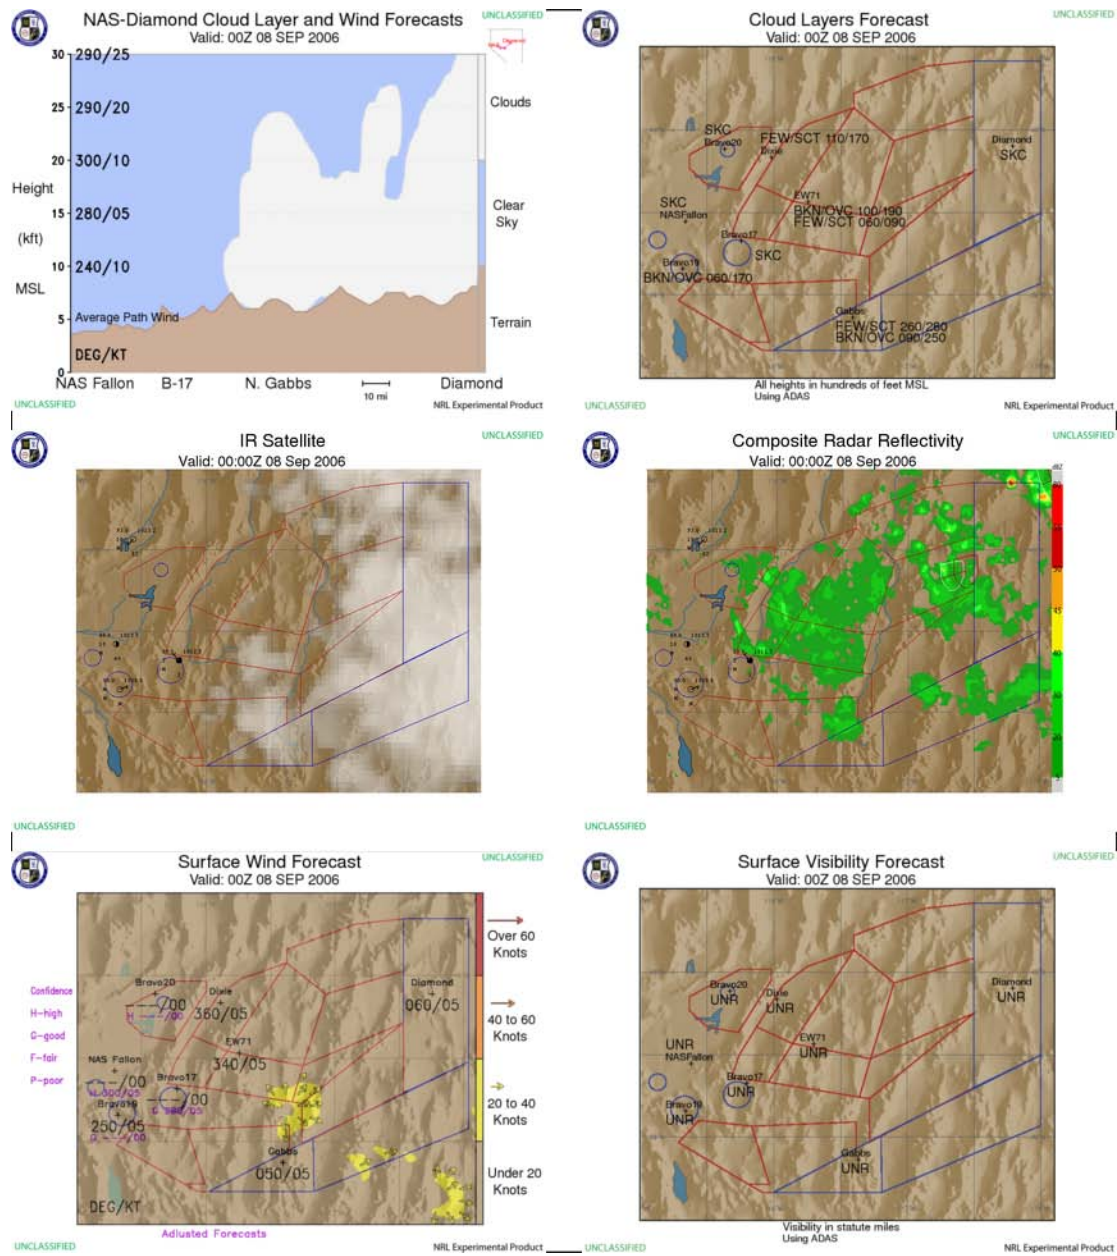 NAS-Diamond Cloud Layer and Wind Forecasts
UNCLASSIFIED
Valid: 00Z 08 SEP 2006
30
290/25
25
290/20
20
300/10
15
280/05
10
240/10
5
0
Height
(kft)
MSL
Clouds
Clear
Sky
Terrain
Average Path Wind
DEG/KT
NAS Fallon
B-17
N. Gabbs
10 mi
Diamond
UNCLASSIFIED
NRL Experimental Product
Cloud Layers Forecast
UNCLASSIFIED
Valid: 00Z 08 SEP 2006
SKC
Bravo20
FEW/SCT 110/170
Dixie
Diamond
SKC
EW71
BKN/OVC 100/190
FEW/SCT 060/090
SKC
NASFallon
Bravo17
SKC
Bravo19
BKN/OVC 060/170
Gabbs
FEW/SCT 260/280
BKN/OVC 090/250
All heights in hundreds of feet MSL
Using ADAS
UNCLASSIFIED
NRL Experimental Product
IR Satellite
UNCLASSIFIED
Valid: 00:00Z 08 Sep 2006
UNCLASSIFIED
Composite Radar Reflectivity
UNCLASSIFIED
Valid: 00:00Z 08 Sep 2006
45
40
UNCLASSIFIED
Surface Wind Forecast
UNCLASSIFIED
Valid: 00Z 08 SEP 2006
Confidence
H-high
G-good
F-fair
P-poor
Bravo20
---/00
Dixie
360/05
Diamond
060/05
EW71
340/05
NAS Fallon
---/00
Bravo17
---/00
Bravo19
250/05
Gabbs
050/05
DEG/KT
Over 60
Knots
40 to 60
Knots
20 to 40
Knots
Under 20
Knots
Adjusted Forecasts
UNCLASSIFIED
NRL Experimental Product
Surface Visibility Forecast
UNCLASSIFIED
Valid: 00Z 08 SEP 2006
Bravo20
UNR
Dixie
UNR
Diamond
UNR
EW71
UNR
UNR
NASFallon
Bravo17
UNR
Bravo19
UNR
Gabbs
UNR
Visibility in statute miles
Using ADAS
UNCLASSIFIED
NRL Experimental Product